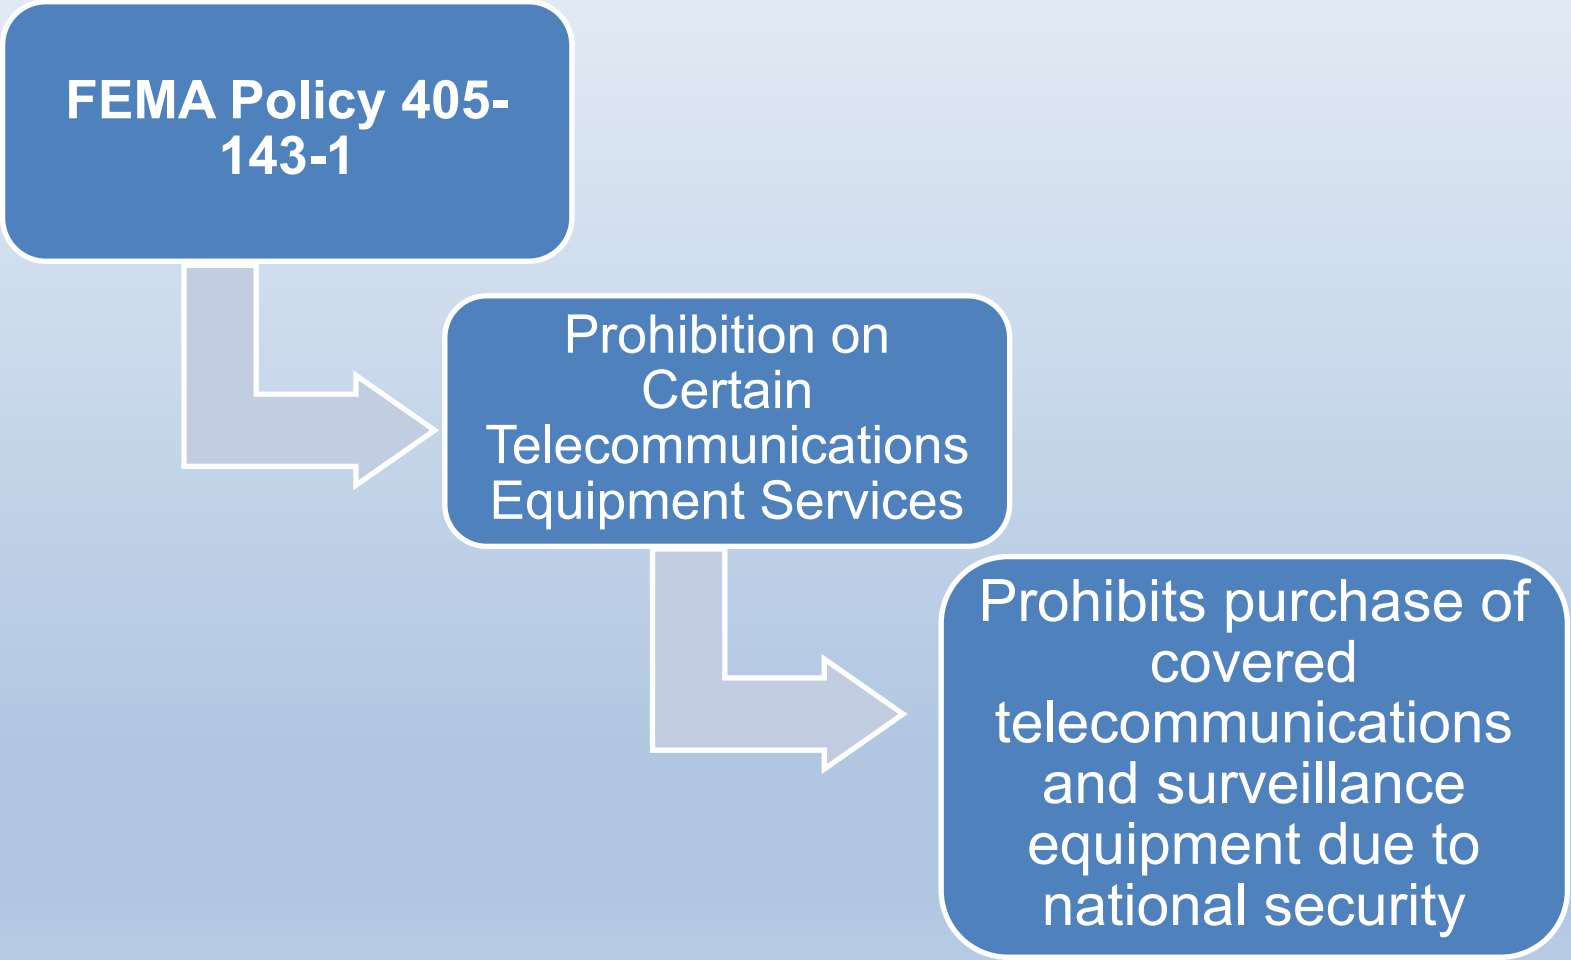 FEMA Policy 405-
143-1
Prohibition on
Certain
Telecommunications
Equipment Services
Prohibits purchase of
covered
telecommunications
and surveillance
equipment due to
national security